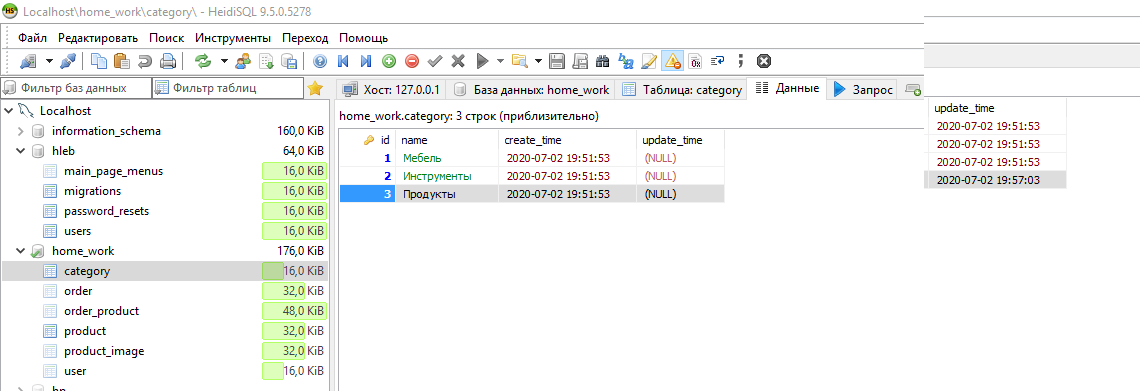 Localhost\home_work\category\ - HeidiSQL 9.5.0.5278
Файл Редактировать Поиск Инструменты Переход Помощь
Фильтр баз данных Фильтр таблиц
Хост: 127.0.0.1 База данных: home_work Таблица: category Данные Запрос
Localhost
information_schema 160,0 KiB
hleb 64,0 KiB
main_page_menus 16,0 KiB
migrations 16,0 KiB
password_resets 16,0 KiB
users 16,0 KiB
home_work 176,0 KiB
category 16,0 KiB
order 32,0 KiB
order_product 48,0 KiB
product 32,0 KiB
product_image 32,0 KiB
user 16,0 KiB
home_work.category: 3 строк (приблизительно)
id name create_time update_time
1 Мебель 2020-07-02 19:51:53 (NULL)
2 Инструменты 2020-07-02 19:51:53 (NULL)
3 Продукты 2020-07-02 19:51:53 (NULL)
update_time
2020-07-02 19:51:53
2020-07-02 19:51:53
2020-07-02 19:51:53
2020-07-02 19:57:03